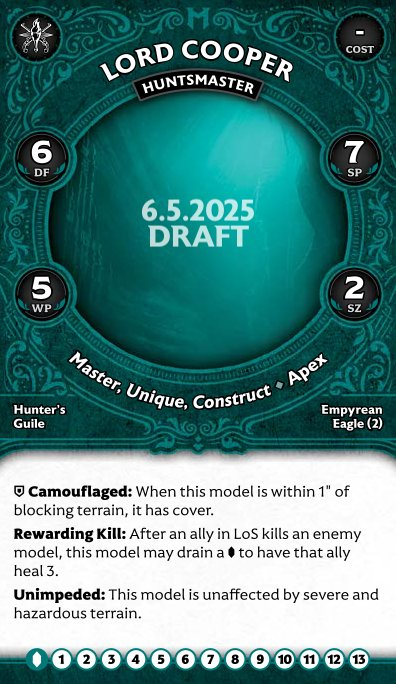 -
COST
LORD COOPER
HUNTSMASTER
6
DF
7
SP
6.5.2025
DRAFT
5
WP
2
SZ
Master, Unique, Construct ◆ Apex
Hunter's
Guile
Empyrean
Eagle (2)
Camouflaged: When this model is within 1" of
blocking terrain, it has cover.
Rewarding Kill: After an ally in LoS kills an enemy
model, this model may drain a to have that ally
heal 3.
Unimpeded: This model is unaffected by severe and
hazardous terrain.
1 2 3 4 5 6 7 8 9 10 11 12 13